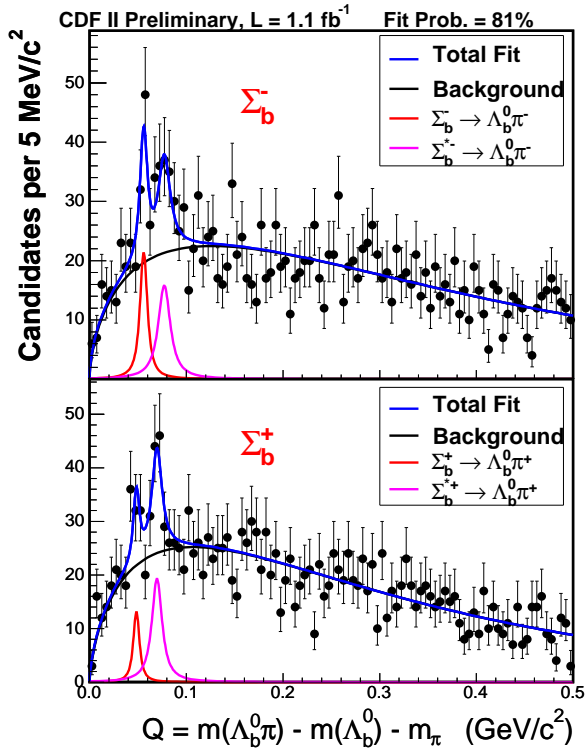 CDF II Preliminary, L = 1.1 fb⁻¹ Fit Prob. = 81%
Candidates per 5 MeV/c²
Σb⁻
Total Fit
Background
Σb⁻ → Λb⁰π⁻
Σb*⁻ → Λb⁰π⁻
50
40
30
20
10
Σb⁺
Total Fit
Background
Σb⁺ → Λb⁰π⁺
Σb*⁺ → Λb⁰π⁺
50
40
30
20
10
0
0.0 0.1 0.2 0.3 0.4 0.5
Q = m(Λb⁰π) - m(Λb⁰) - mπ (GeV/c²)